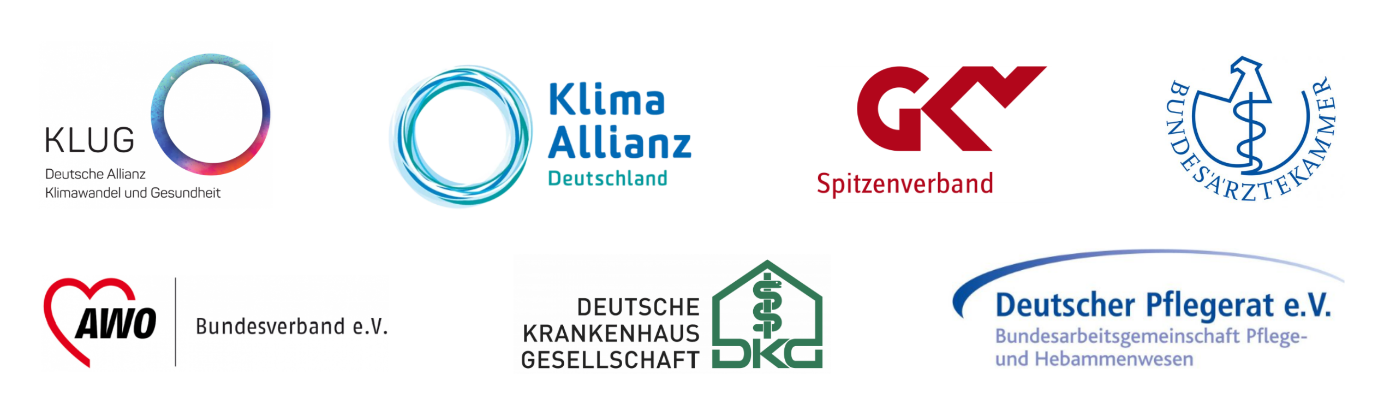 KLUG
Deutsche Allianz
Klimawandel und Gesundheit
Klima
Allianz
Deutschland
GKV
Spitzenverband
BUNDESÄRZTEKAMMER
AWO
Bundesverband e.V.
DEUTSCHE
KRANKENHAUS
GESELLSCHAFT
DKG
Deutscher Pflegerat e.V.
Bundesarbeitsgemeinschaft Pflege-
und Hebammenwesen